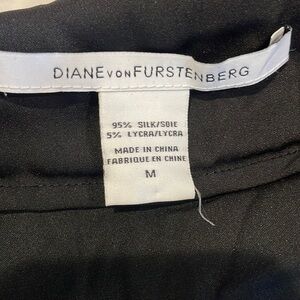 DIANE VON FURSTENBERG
95% SILK/SOIE
5% LYCRA/LYCRA
MADE IN CHINA
FABRIQUE EN CHINE
M